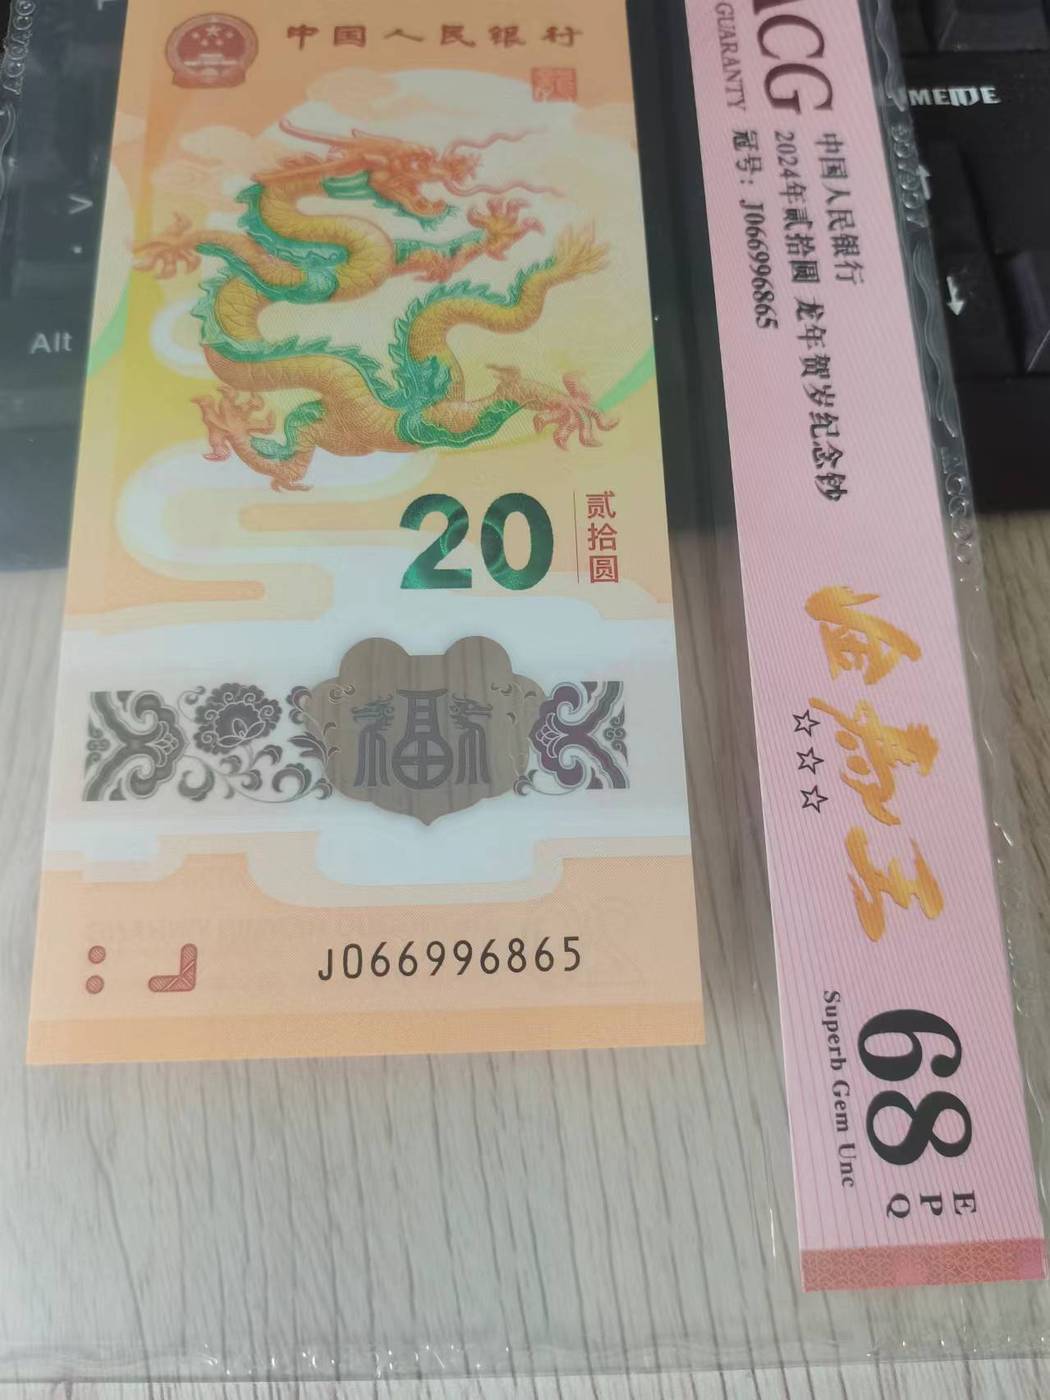 中国人民银行
20
贰拾圆
福
J066996865
ACG
GUARANTY
中国人民银行
2024年贰拾圆 龙年贺岁纪念钞
冠号：J066996865
☆☆☆
68
EPQ
Superb Gem Unc
Alt